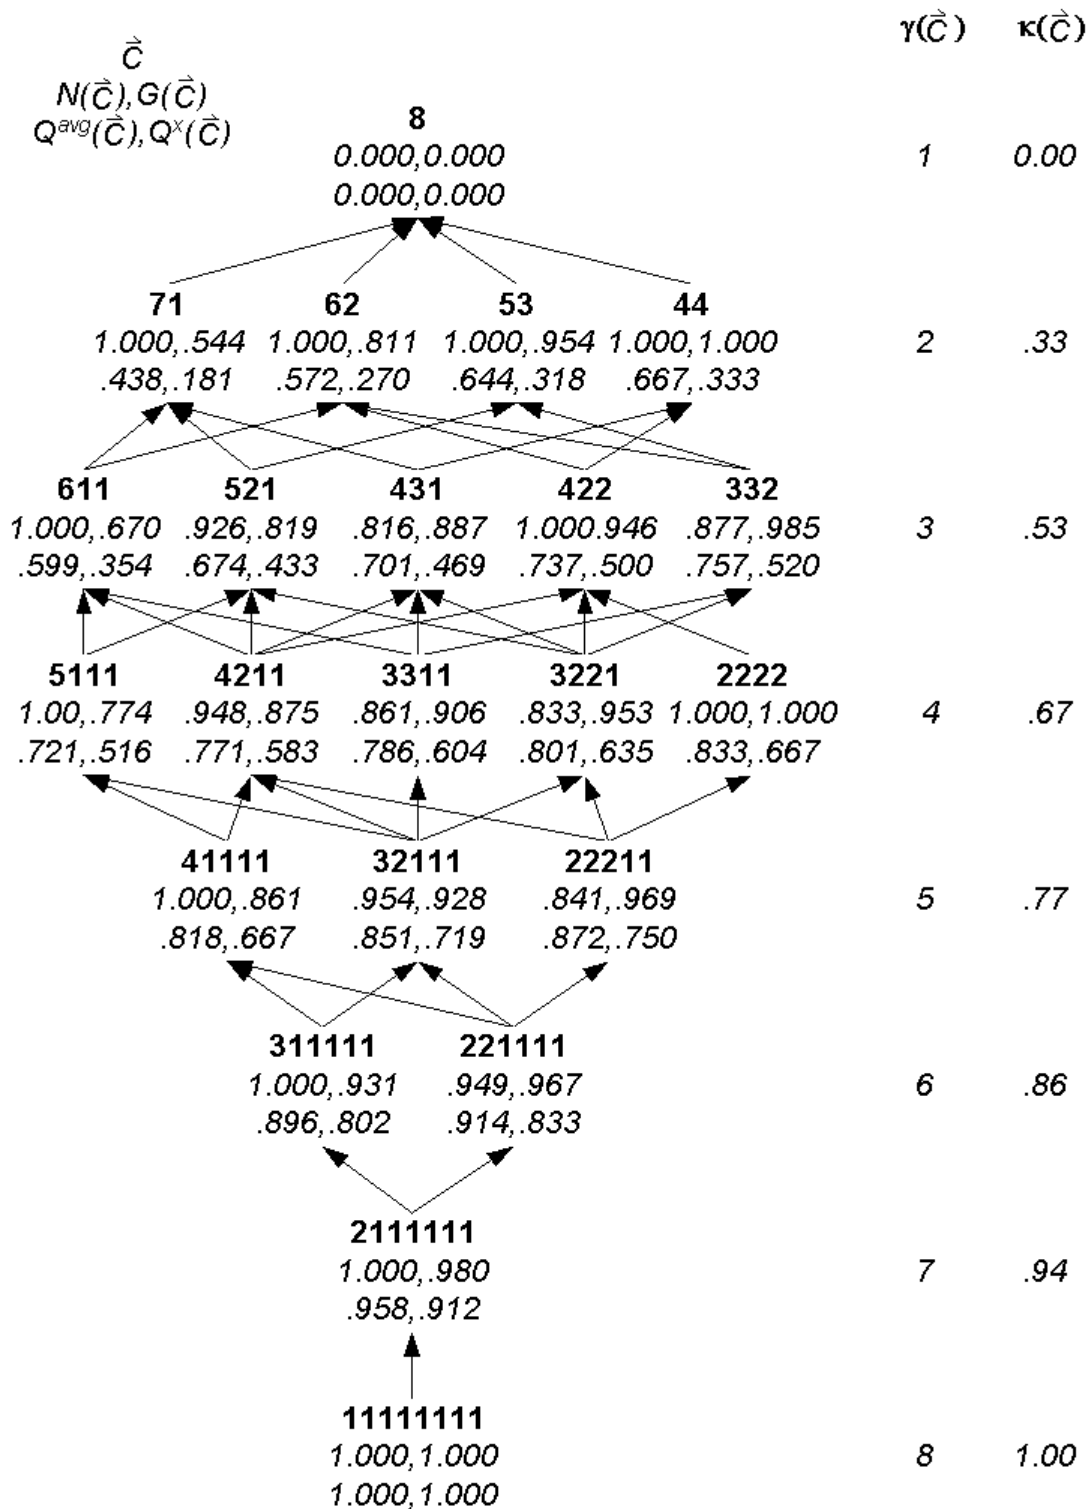 γ(C⃗) κ(C⃗)
C⃗
N(C⃗),G(C⃗)
Q^avg(C⃗),Q^x(C⃗)
8
0.000,0.000 1 0.00
0.000,0.000
71 62 53 44
1.000,.544 1.000,.811 1.000,.954 1.000,1.000 2 .33
.438,.181 .572,.270 .644,.318 .667,.333
611 521 431 422 332
1.000,.670 .926,.819 .816,.887 1.000.946 .877,.985 3 .53
.599,.354 .674,.433 .701,.469 .737,.500 .757,.520
5111 4211 3311 3221 2222
1.00,.774 .948,.875 .861,.906 .833,.953 1.000,1.000 4 .67
.721,.516 .771,.583 .786,.604 .801,.635 .833,.667
41111 32111 22211
1.000,.861 .954,.928 .841,.969 5 .77
.818,.667 .851,.719 .872,.750
311111 221111
1.000,.931 .949,.967 6 .86
.896,.802 .914,.833
2111111
1.000,.980 7 .94
.958,.912
11111111
1.000,1.000 8 1.00
1.000,1.000